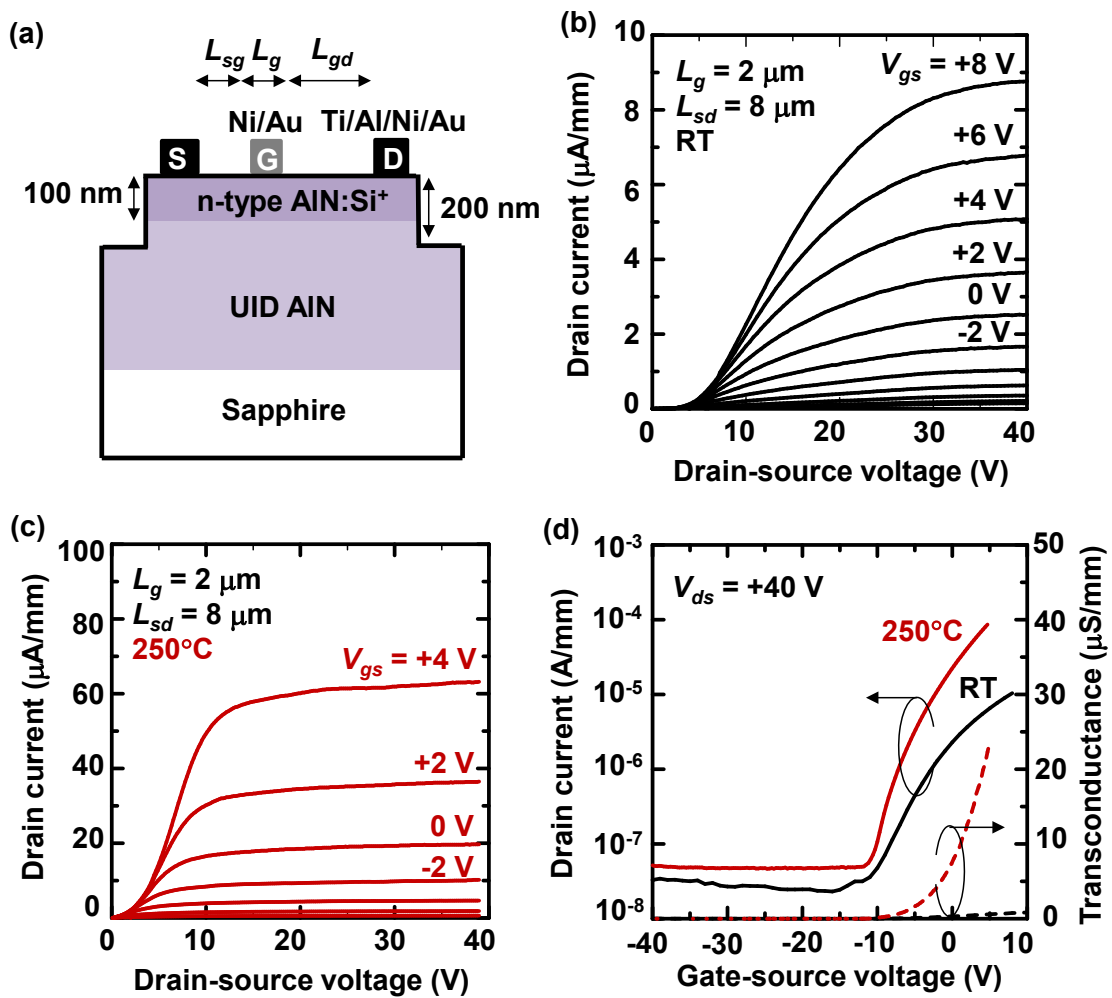 (a)
Lsg Lg Lgd
Ni/Au Ti/Al/Ni/Au
S G D
100 nm n-type AlN:Si+ 200 nm
UID AlN
Sapphire
(b)
Drain current (μA/mm)
10
8
6
4
2
0
Lg = 2 μm
Lsd = 8 μm
RT
Vgs = +8 V
+6 V
+4 V
+2 V
0 V
-2 V
0 10 20 30 40
Drain-source voltage (V)
(c)
Drain current (μA/mm)
100
80
60
40
20
0
Lg = 2 μm
Lsd = 8 μm
250°C
Vgs = +4 V
+2 V
0 V
-2 V
0 10 20 30 40
Drain-source voltage (V)
(d)
Drain current (A/mm)
10-3
10-4
10-5
10-6
10-7
10-8
Vds = +40 V
250°C
RT
50
40
30
20
10
0
Transconductance (μS/mm)
-40 -30 -20 -10 0 10
Gate-source voltage (V)